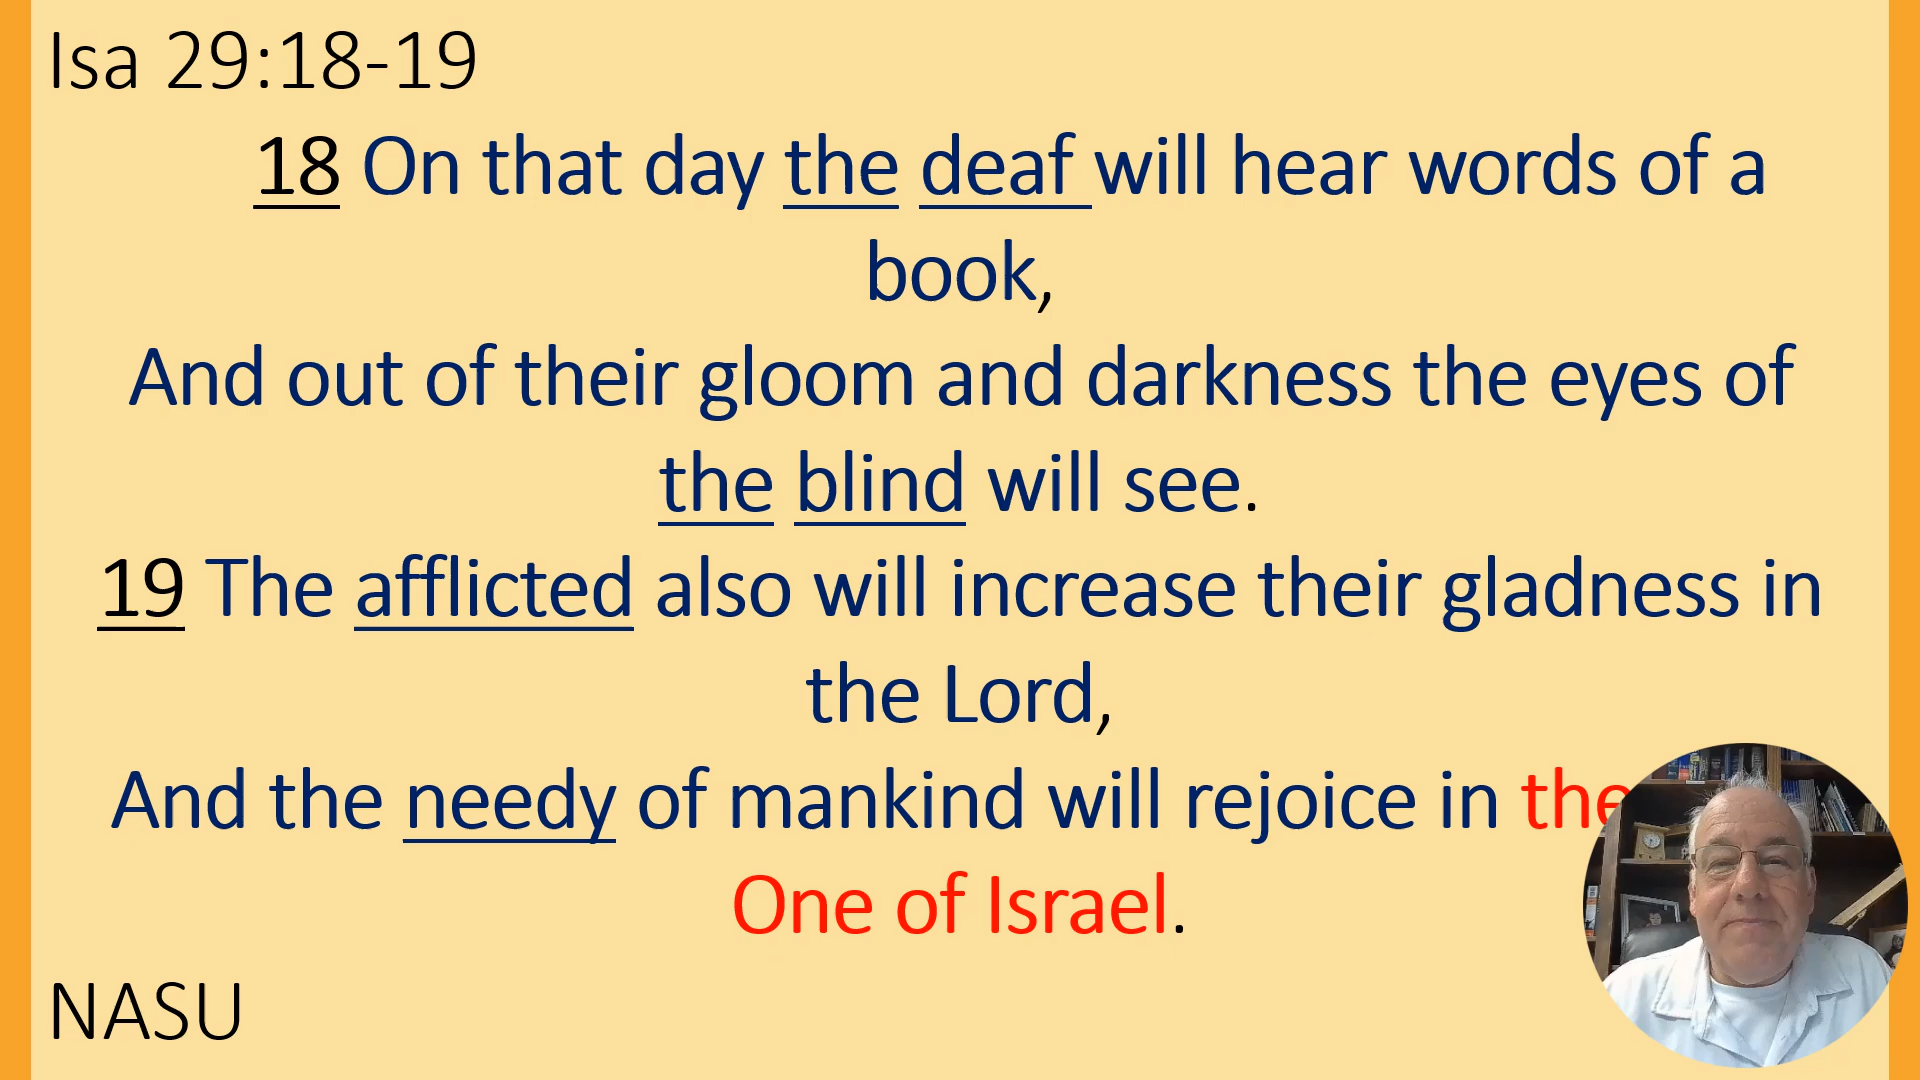 Isa 29:18-19
18 On that day the deaf will hear words of a
book,
And out of their gloom and darkness the eyes of
the blind will see.
19 The afflicted also will increase their gladness in
the Lord,
And the needy of mankind will rejoice in the
One of Israel.
NASU